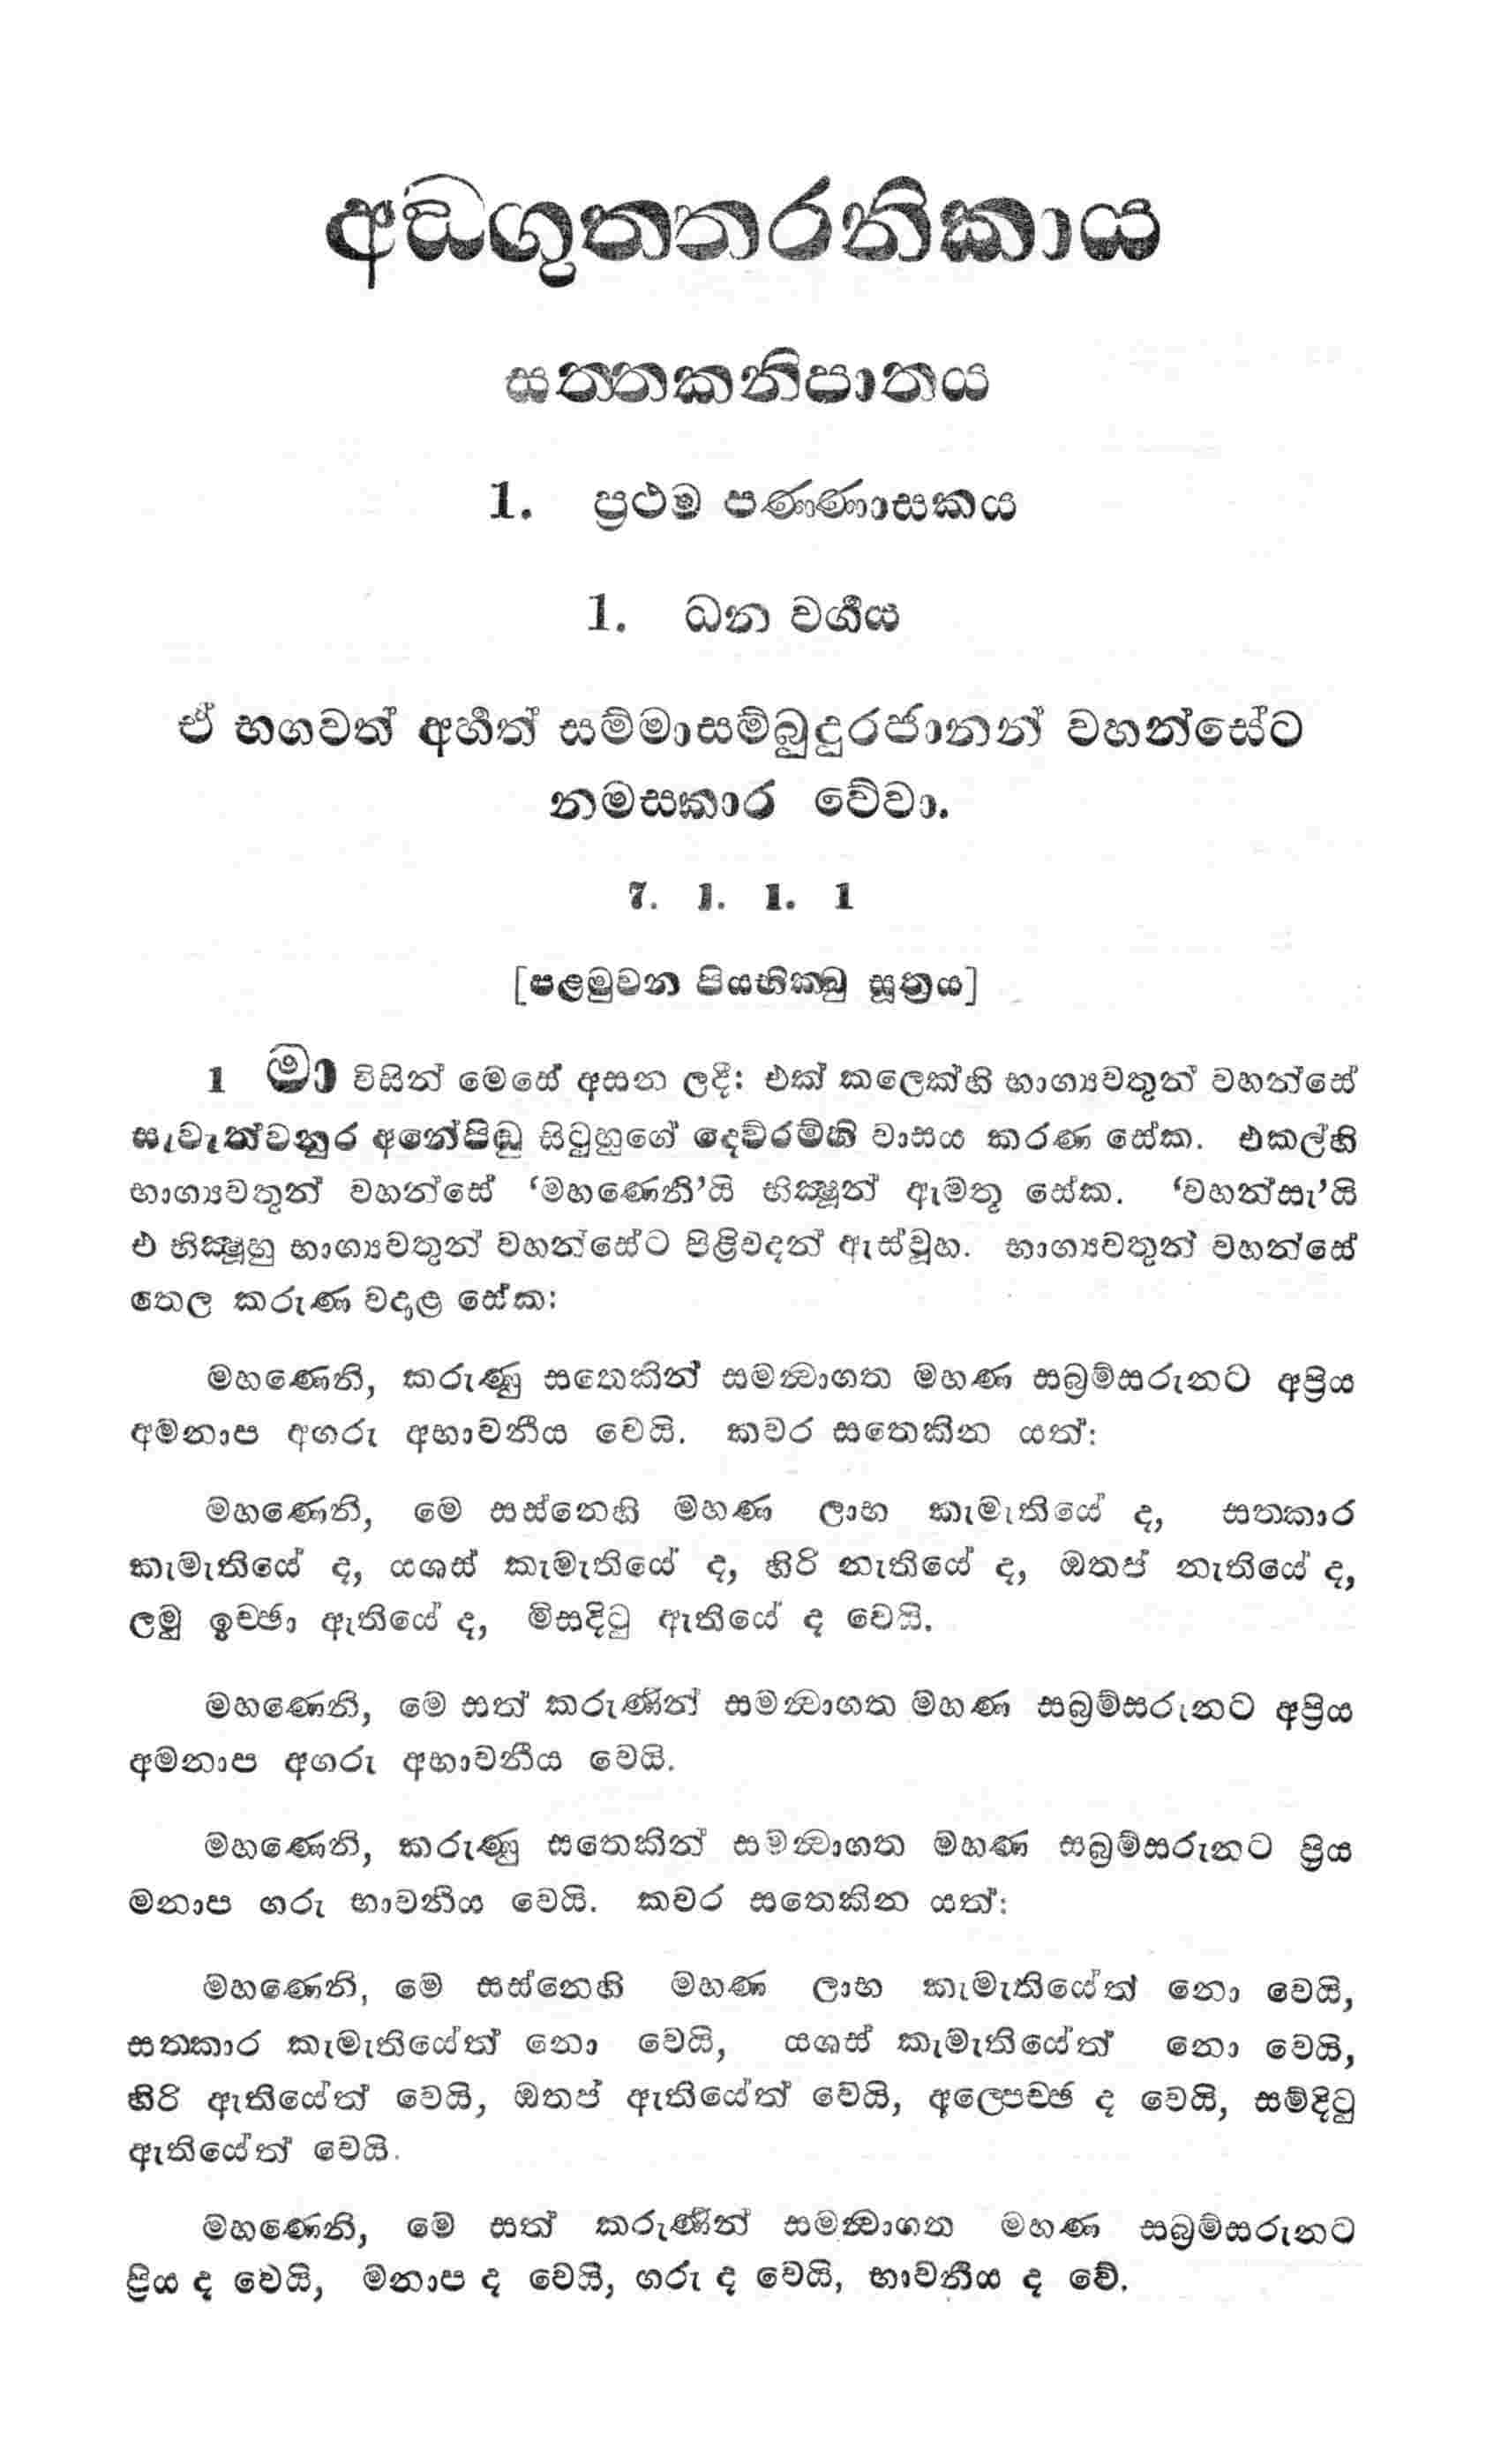 අඞ්ගුත්තරනිකාය
සත්තකනිපාතය
1. ප්‍රථම පණ්ණාසකය
1. ධන වර්‍ගය
ඒ භගවත් අර්‍හත් සම්මාසම්බුදුරජානන් වහන්සේට
නමස්කාර වේවා.
7. 1. 1. 1
[පළමුවන පියභික්ඛු සූත්‍රය]
1 මා විසින් මෙසේ අසන ලදී: එක් කලෙක්හි භාග්‍යවතුන් වහන්සේ
සැවැත්වනුර අනේපිඬු සිටුහුගේ දෙව්රම්හි වාසය කරණ සේක. එකල්හි
භාග්‍යවතුන් වහන්සේ ‘මහණෙනි’යි භික්‍ෂූන් ඇමතූ සේක. ‘වහන්සැ’යි
එ භික්‍ෂූහු භාග්‍යවතුන් වහන්සේට පිළිවදන් ඇස්වූහ. භාග්‍යවතුන් වහන්සේ
තෙල කරුණ වදාළ සේක:
මහණෙනි, කරුණු සතෙකින් සමන්‍වාගත මහණ සබ්‍රම්සරුනට අප්‍රිය
අමනාප අගරු අභාවනීය වෙයි. කවර සතෙකින යත්:
මහණෙනි, මෙ සස්නෙහි මහණ ලාභ කැමැතියේ ද, සත්කාර
කැමැතියේ ද, යශස් කැමැතියේ ද, හිරි නැතියේ ද, ඔතප් නැතියේ ද,
ලමු ඉච්ඡා ඇතියේ ද, මිසදිටු ඇතියේ ද වෙයි.
මහණෙනි, මෙ සත් කරුණින් සමන්‍වාගත මහණ සබ්‍රම්සරුනට අප්‍රිය
අමනාප අගරු අභාවනීය වෙයි.
මහණෙනි, කරුණු සතෙකින් සමන්‍වාගත මහණ සබ්‍රම්සරුනට ප්‍රිය
මනාප ගරු භාවනීය වෙයි. කවර සතෙකින යත්:
මහණෙනි, මෙ සස්නෙහි මහණ ලාභ කැමැතියේත් නො වෙයි,
සත්කාර කැමැතියේත් නො වෙයි, යශස් කැමැතියේත් නො වෙයි,
හිරි ඇතියේත් වෙයි, ඔතප් ඇතියේත් වෙයි, අල්පෙච්ඡ ද වෙයි, සම්දිටු
ඇතියේත් වෙයි.
මහණෙනි, මේ සත් කරුණින් සමන්‍වාගත මහණ සබ්‍රම්සරුනට
ප්‍රිය ද වෙයි, මනාප ද වෙයි, ගරු ද වෙයි, භාවනීය ද වේ.